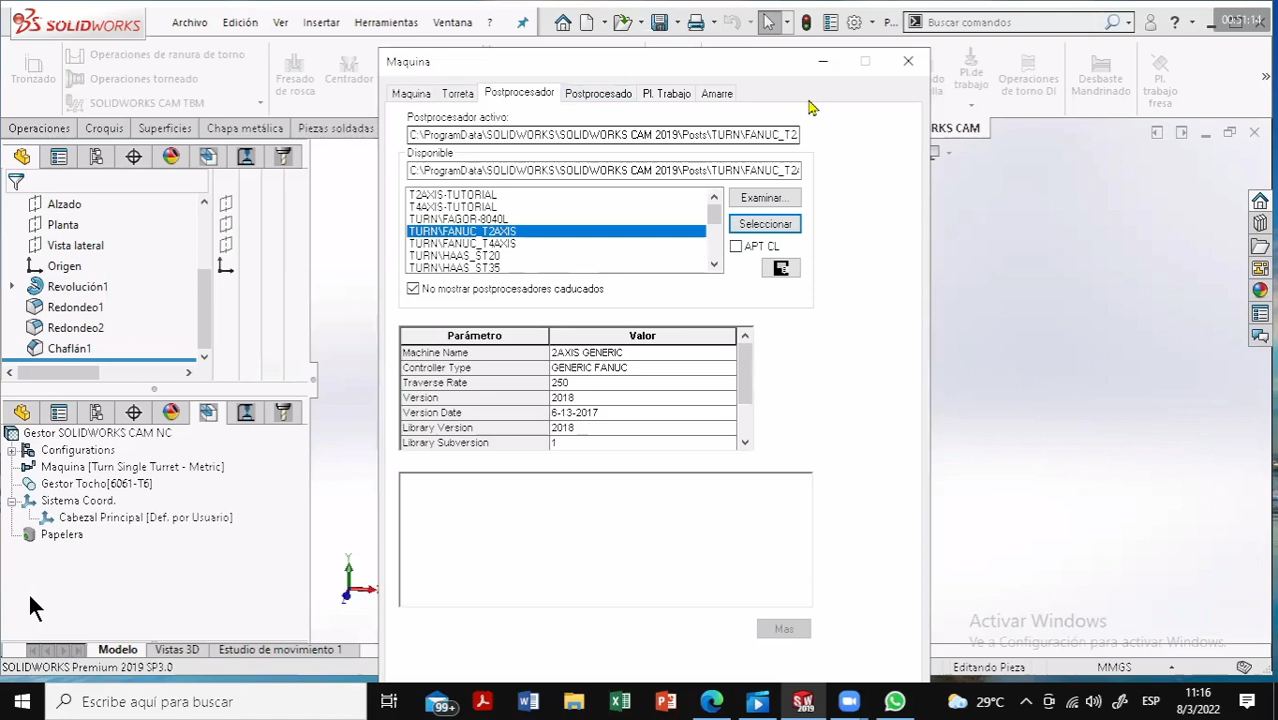 SOLIDWORKS
Archivo Edición Ver Insertar Herramientas Ventana ?
P...
Buscar comandos
?
00:51:14
Tronzado
Operaciones de ranura de torno
Operaciones torneado
SOLIDWORKS CAM TBM
Fresado de rosca
Centrador
Pl.de trabajo
Operaciones de torno DI
Desbaste Mandrinado
Pl. trabajo fresa
Operaciones Croquis Superficies Chapa metálica Piezas soldadas
RKS CAM
Maquina
Maquina Torreta Postprocesador Postprocesado Pl. Trabajo Amarre
Postprocesador activo:
C:\ProgramData\SOLIDWORKS\SOLIDWORKS CAM 2019\Posts\TURN\FANUC_T2
Disponible
C:\ProgramData\SOLIDWORKS\SOLIDWORKS CAM 2019\Posts\TURN\FANUC_T2
T2AXIS-TUTORIAL
T4AXIS-TUTORIAL
TURN\FAGOR-8040L
TURN\FANUC_T2AXIS
TURN\FANUC_T4AXIS
TURN\HAAS_ST20
TURN\HAAS_ST35
Examinar...
Seleccionar
APT CL
No mostrar postprocesadores caducados
Parámetro Valor
Machine Name 2AXIS GENERIC
Controller Type GENERIC FANUC
Traverse Rate 250
Version 2018
Version Date 6-13-2017
Library Version 2018
Library Subversion 1
Mas
Alzado
Planta
Vista lateral
Origen
Revolución1
Redondeo1
Redondeo2
Chaflán1
Gestor SOLIDWORKS CAM NC
Configurations
Maquina [Turn Single Turret - Metric]
Gestor Tocho[6061-T6]
Sistema Coord.
Cabezal Principal [Def. por Usuario]
Papelera
Y
Z
Activar Windows
Ve a Configuración para activar Windows.
Modelo Vistas 3D Estudio de movimiento 1
SOLIDWORKS Premium 2019 SP3.0
Editando Pieza
MMGS
Escribe aquí para buscar
99+
SW 2019
29°C
ESP
11:16
8/3/2022